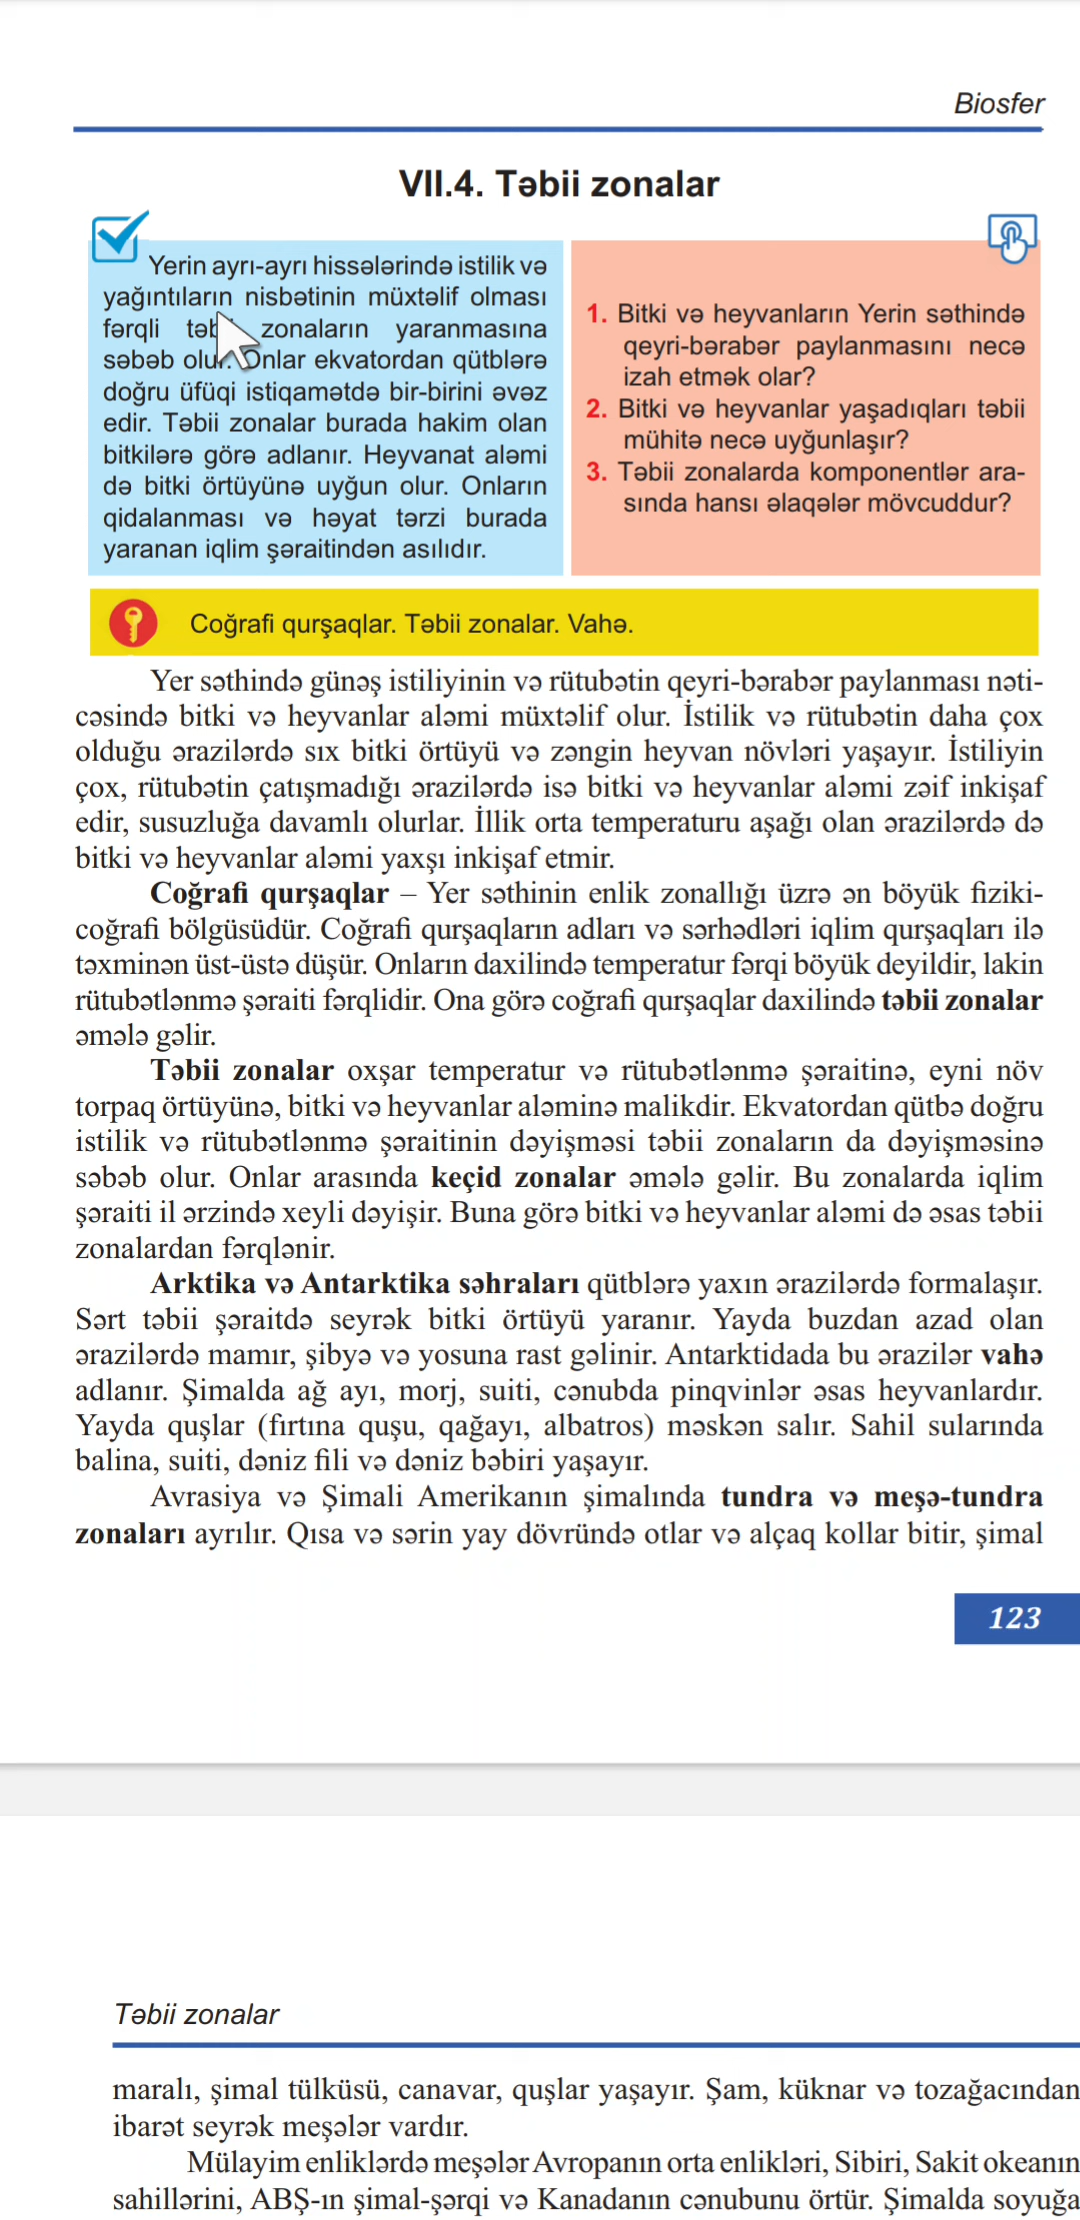 Biosfer
VII.4. Təbii zonalar
Yerin ayrı-ayrı hissələrində istilik və
yağıntıların nisbətinin müxtəlif olması
fərqli zonaların yaranmasına
səbəb olur. Onlar ekvatordan qütblərə
doğru üfüqi istiqamətdə bir-birini əvəz
edir. Təbii zonalar burada hakim olan
bitkilərə görə adlanır. Heyvanat aləmi
də bitki örtüyünə uyğun olur. Onların
qidalanması və həyat tərzi burada
yaranan iqlim şəraitindən asılıdır.
1. Bitki və heyvanların Yerin səthində
qeyri-bərabər paylanmasını necə
izah etmək olar?
2. Bitki və heyvanlar yaşadıqları təbii
mühitə necə uyğunlaşır?
3. Təbii zonalarda komponentlər ara-
sında hansı əlaqələr mövcuddur?
Coğrafi qurşaqlar. Təbii zonalar. Vahə.
Yer səthində günəş istiliyinin və rütubətin qeyri-bərabər paylanması nəti-
cəsində bitki və heyvanlar aləmi müxtəlif olur. İstilik və rütubətin daha çox
olduğu ərazilərdə sıx bitki örtüyü və zəngin heyvan növləri yaşayır. İstiliyin
çox, rütubətin çatışmadığı ərazilərdə isə bitki və heyvanlar aləmi zəif inkişaf
edir, susuzluğa davamlı olurlar. İllik orta temperaturu aşağı olan ərazilərdə də
bitki və heyvanlar aləmi yaxşı inkişaf etmir.
Coğrafi qurşaqlar – Yer səthinin enlik zonallığı üzrə ən böyük fiziki-
coğrafi bölgüsüdür. Coğrafi qurşaqların adları və sərhədləri iqlim qurşaqları ilə
təxminən üst-üstə düşür. Onların daxilində temperatur fərqi böyük deyildir, lakin
rütubətlənmə şəraiti fərqlidir. Ona görə coğrafi qurşaqlar daxilində təbii zonalar
əmələ gəlir.
Təbii zonalar oxşar temperatur və rütubətlənmə şəraitinə, eyni növ
torpaq örtüyünə, bitki və heyvanlar aləminə malikdir. Ekvatordan qütbə doğru
istilik və rütubətlənmə şəraitinin dəyişməsi təbii zonaların da dəyişməsinə
səbəb olur. Onlar arasında keçid zonalar əmələ gəlir. Bu zonalarda iqlim
şəraiti il ərzində xeyli dəyişir. Buna görə bitki və heyvanlar aləmi də əsas təbii
zonalardan fərqlənir.
Arktika və Antarktika səhraları qütblərə yaxın ərazilərdə formalaşır.
Sərt təbii şəraitdə seyrək bitki örtüyü yaranır. Yayda buzdan azad olan
ərazilərdə mamır, şibyə və yosuna rast gəlinir. Antarktidada bu ərazilər vahə
adlanır. Şimalda ağ ayı, morj, suiti, cənubda pinqvinlər əsas heyvanlardır.
Yayda quşlar (fırtına quşu, qağayı, albatros) məskən salır. Sahil sularında
balina, suiti, dəniz fili və dəniz bəbiri yaşayır.
Avrasiya və Şimali Amerikanın şimalında tundra və meşə-tundra
zonaları ayrılır. Qısa və sərin yay dövründə otlar və alçaq kollar bitir, şimal
123
Təbii zonalar
maralı, şimal tülküsü, canavar, quşlar yaşayır. Şam, küknar və tozağacından
ibarət seyrək meşələr vardır.
Mülayim enliklərdə meşələr Avropanın orta enlikləri, Sibiri, Sakit okeanın
sahillərini, ABŞ-ın şimal-şərqi və Kanadanın cənubunu örtür. Şimalda soyuğa